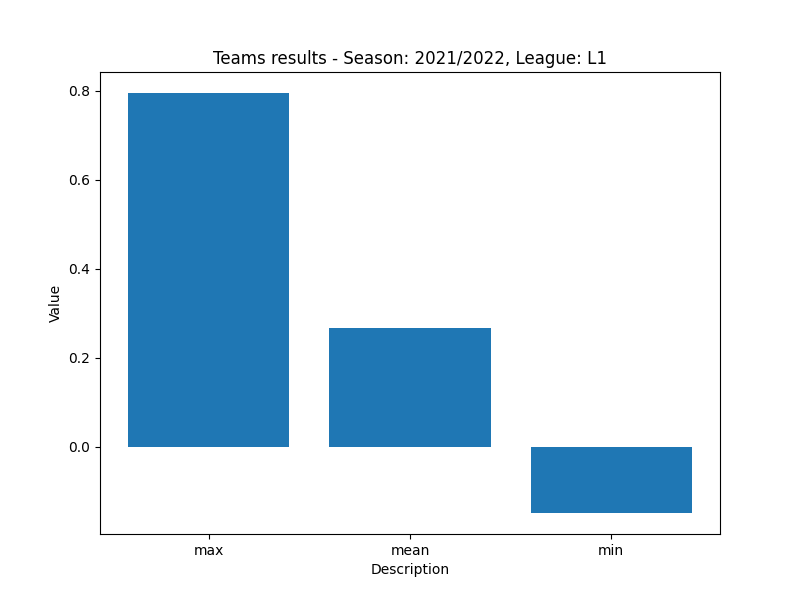 Teams results - Season: 2021/2022, League: L1
0.8
0.6
0.4
0.2
0.0
Value
max mean min
Description